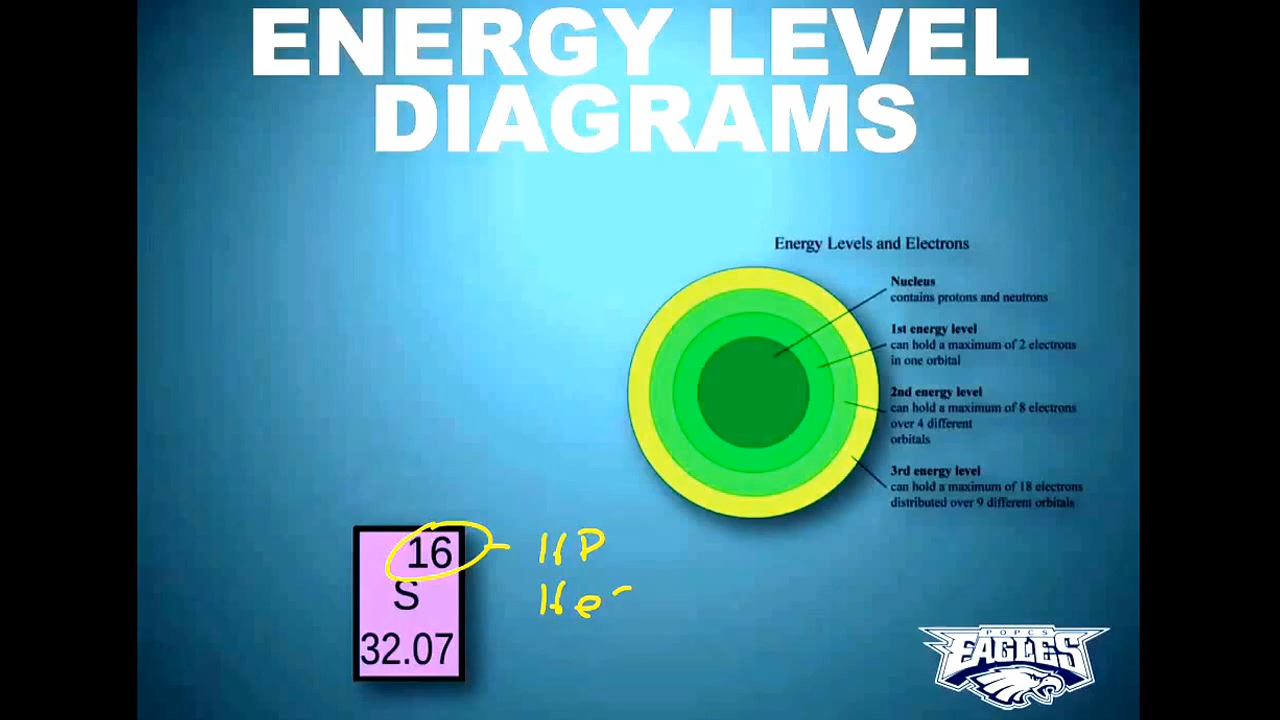 ENERGY LEVEL
DIAGRAMS
Energy Levels and Electrons
Nucleus
contains protons and neutrons
1st energy level
can hold a maximum of 2 electrons
in one orbital
2nd energy level
can hold a maximum of 8 electrons
over 4 different
orbitals
3rd energy level
can hold a maximum of 18 electrons
distributed over 9 different orbitals
16
S
32.07
16 P
16 e-
POPCS
EAGLES